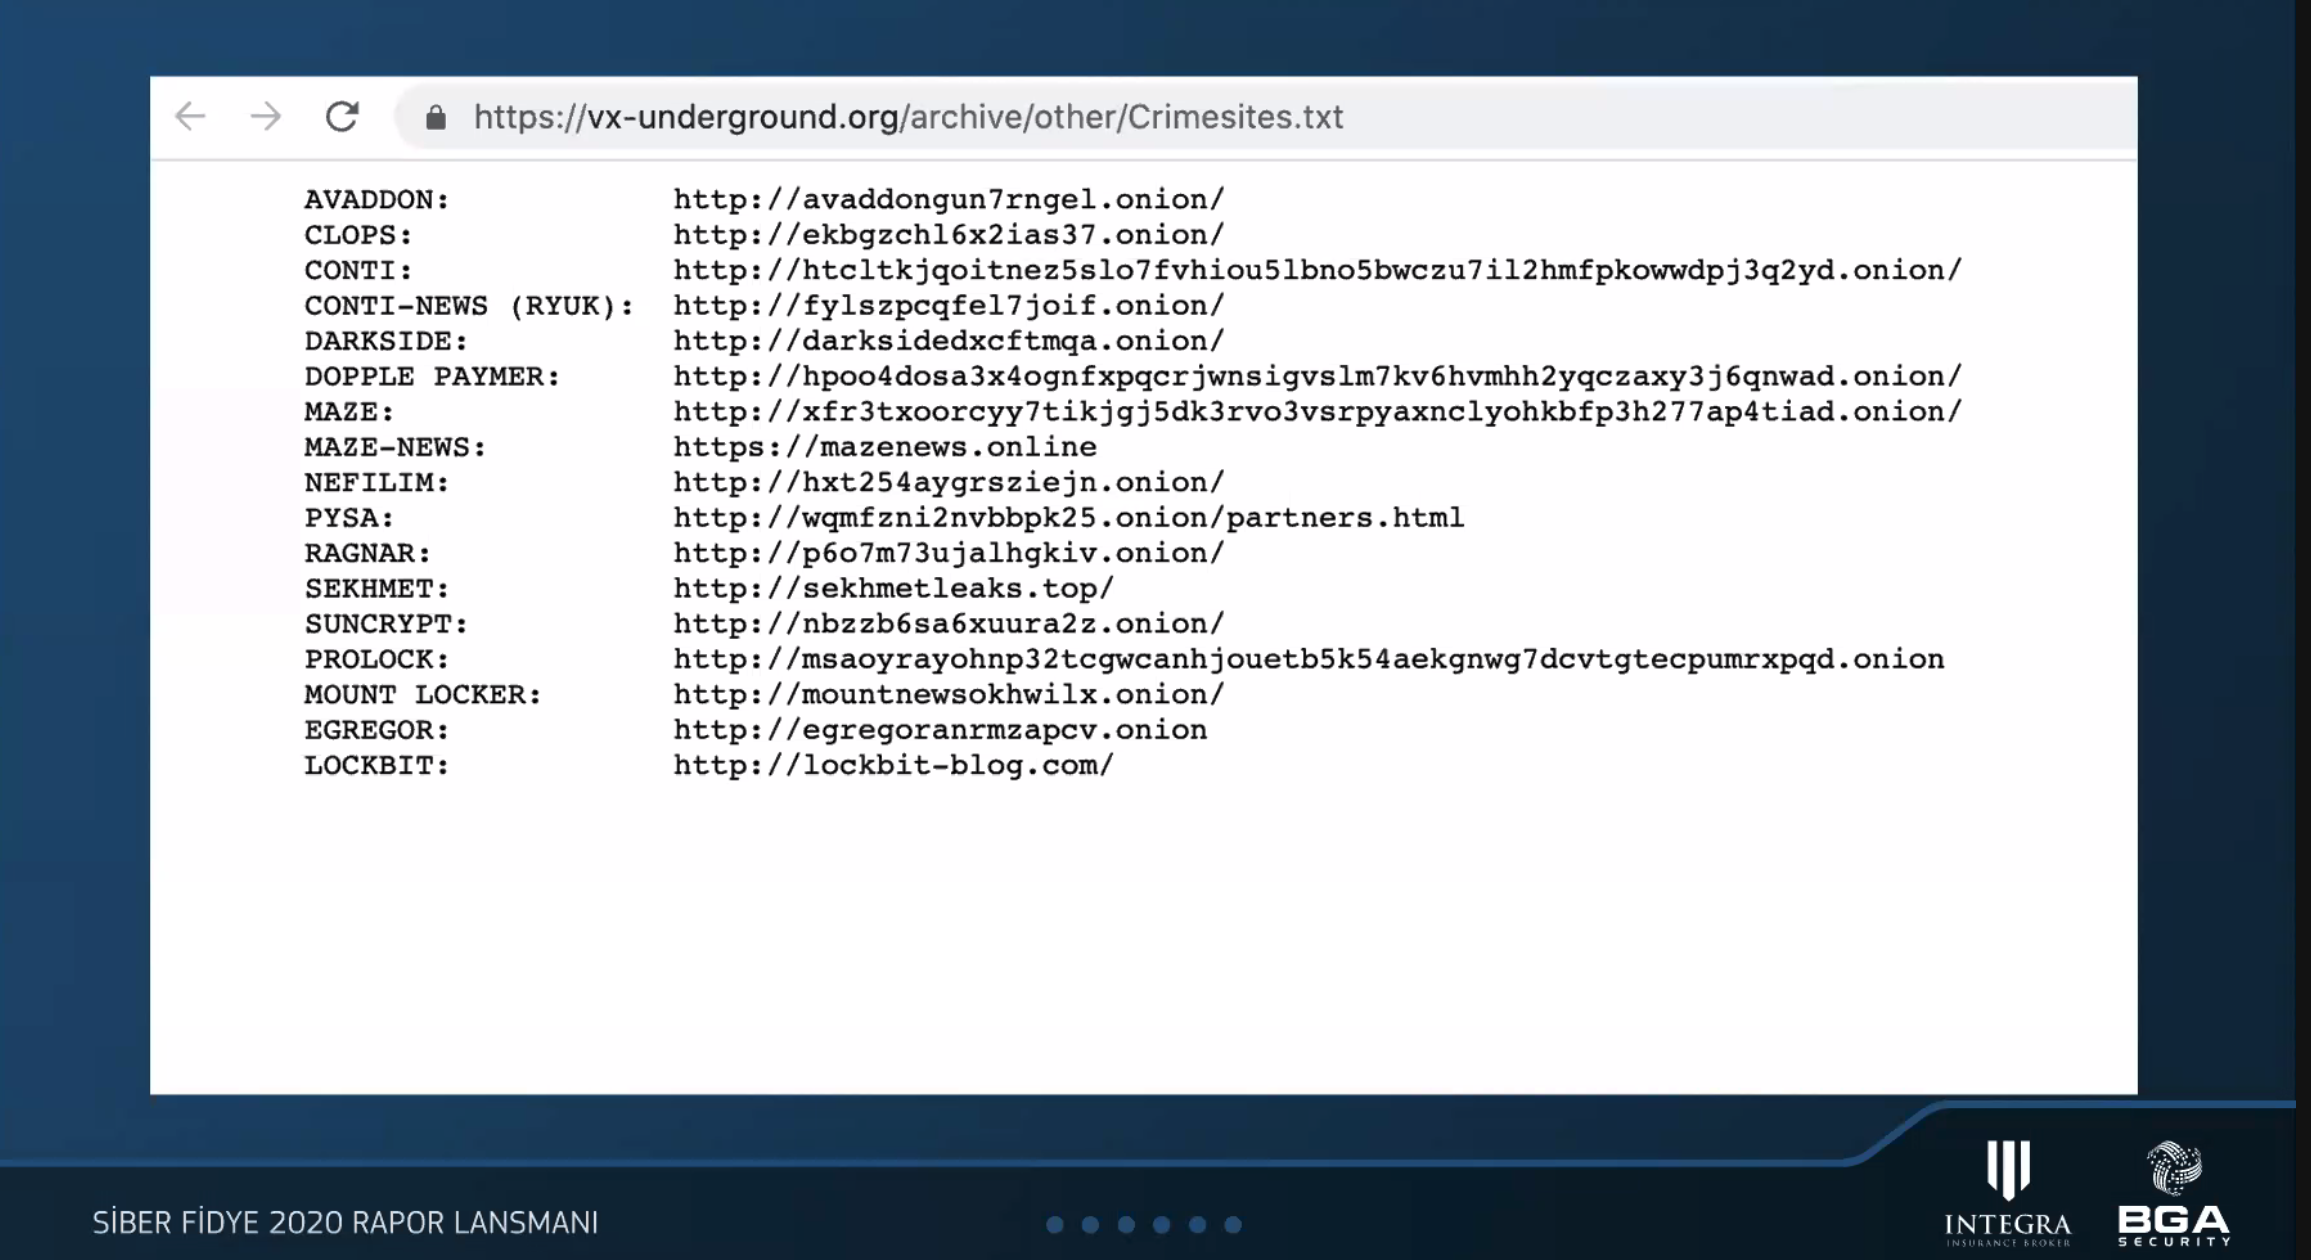 https://vx-underground.org/archive/other/Crimesites.txt
AVADDON: http://avaddongun7rngel.onion/
CLOPS: http://ekbgzchl6x2ias37.onion/
CONTI: http://htcltkjqoitnez5slo7fvhiou5lbno5bwczu7il2hmfpkowwdpj3q2yd.onion/
CONTI-NEWS (RYUK): http://fylszpcqfel7joif.onion/
DARKSIDE: http://darksidedxcftmqa.onion/
DOPPLE PAYMER: http://hpoo4dosa3x4ognfxpqcrjwnsigvslm7kv6hvmhh2yqczaxy3j6qnwad.onion/
MAZE: http://xfr3txoorcyy7tikjgj5dk3rvo3vsrpyaxnclyohkbfp3h277ap4tiad.onion/
MAZE-NEWS: https://mazenews.online
NEFILIM: http://hxt254aygrsziejn.onion/
PYSA: http://wqmfzni2nvbbpk25.onion/partners.html
RAGNAR: http://p6o7m73ujalhgkiv.onion/
SEKHMET: http://sekhmetleaks.top/
SUNCRYPT: http://nbzzb6sa6xuura2z.onion/
PROLOCK: http://msaoyrayohnp32tcgwcanhjouetb5k54aekgnwg7dcvtgtecpumrxpqd.onion
MOUNT LOCKER: http://mountnewsokhwilx.onion/
EGREGOR: http://egregoranrmzapcv.onion
LOCKBIT: http://lockbit-blog.com/
SİBER FİDYE 2020 RAPOR LANSMANI
INTEGRA
INSURANCE BROKER
BGA
SECURITY